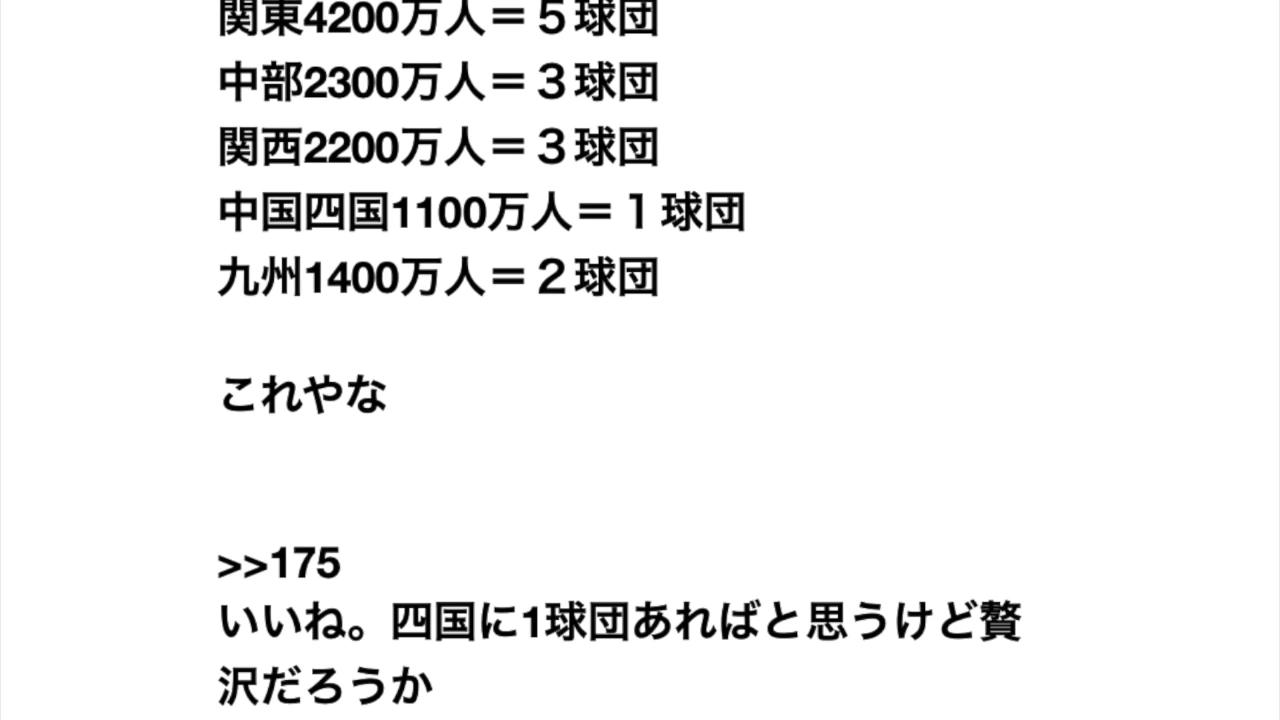 関東4200万人＝５球団
中部2300万人＝３球団
関西2200万人＝３球団
中国四国1100万人＝１球団
九州1400万人＝２球団
これやな
>>175
いいね。四国に1球団あればと思うけど贅
沢だろうか